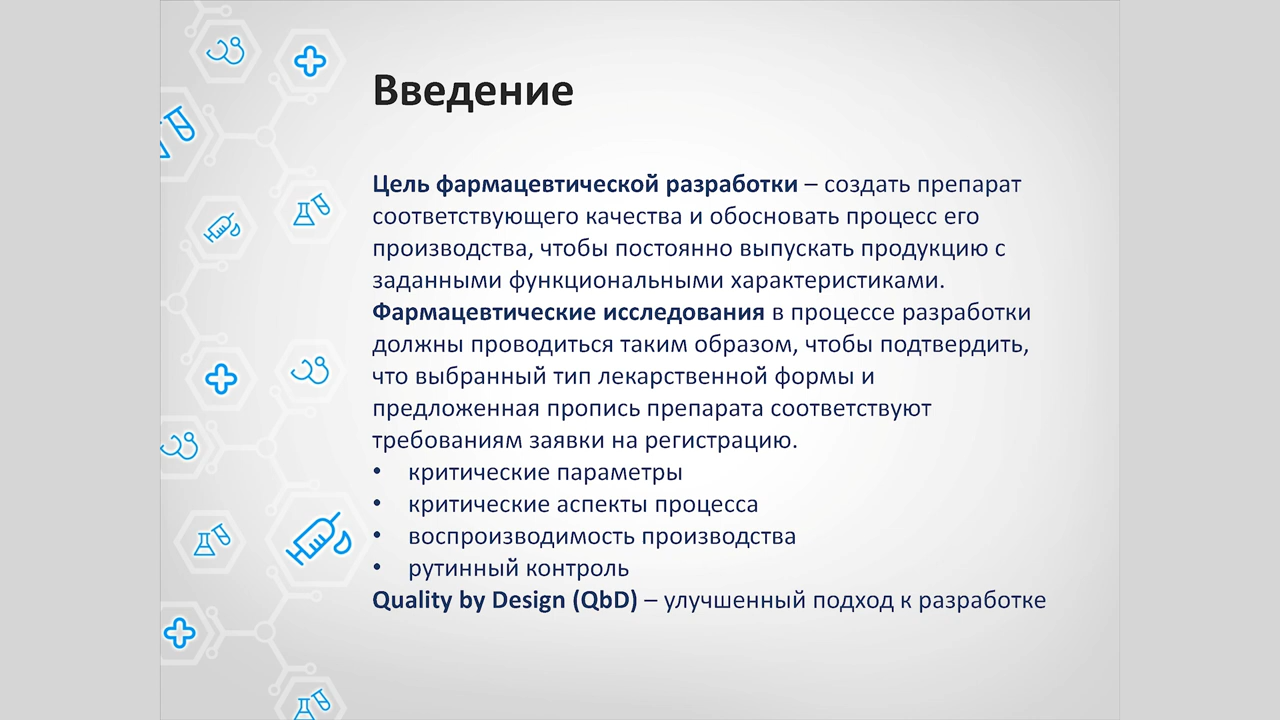 Введение
Цель фармацевтической разработки – создать препарат
соответствующего качества и обосновать процесс его
производства, чтобы постоянно выпускать продукцию с
заданными функциональными характеристиками.
Фармацевтические исследования в процессе разработки
должны проводиться таким образом, чтобы подтвердить,
что выбранный тип лекарственной формы и
предложенная пропись препарата соответствуют
требованиям заявки на регистрацию.
• критические параметры
• критические аспекты процесса
• воспроизводимость производства
• рутинный контроль
Quality by Design (QbD) – улучшенный подход к разработке